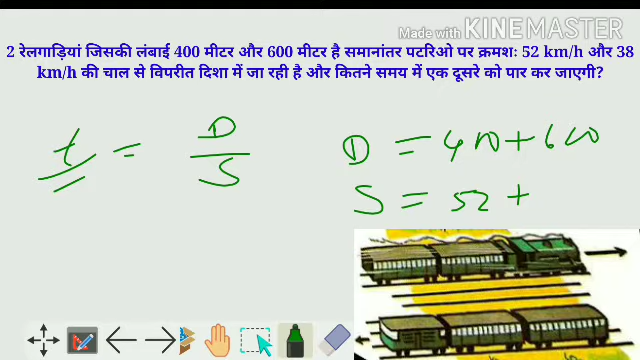 Made with KINEMASTER
2 रेलगाड़ियां जिसकी लंबाई 400 मीटर और 600 मीटर है समानांतर पटरिओ पर क्रमशः 52 km/h और 38
km/h की चाल से विपरीत दिशा में जा रही है और कितने समय में एक दूसरे को पार कर जाएगी?
t = D/S
D = 400 + 600
S = 52 +